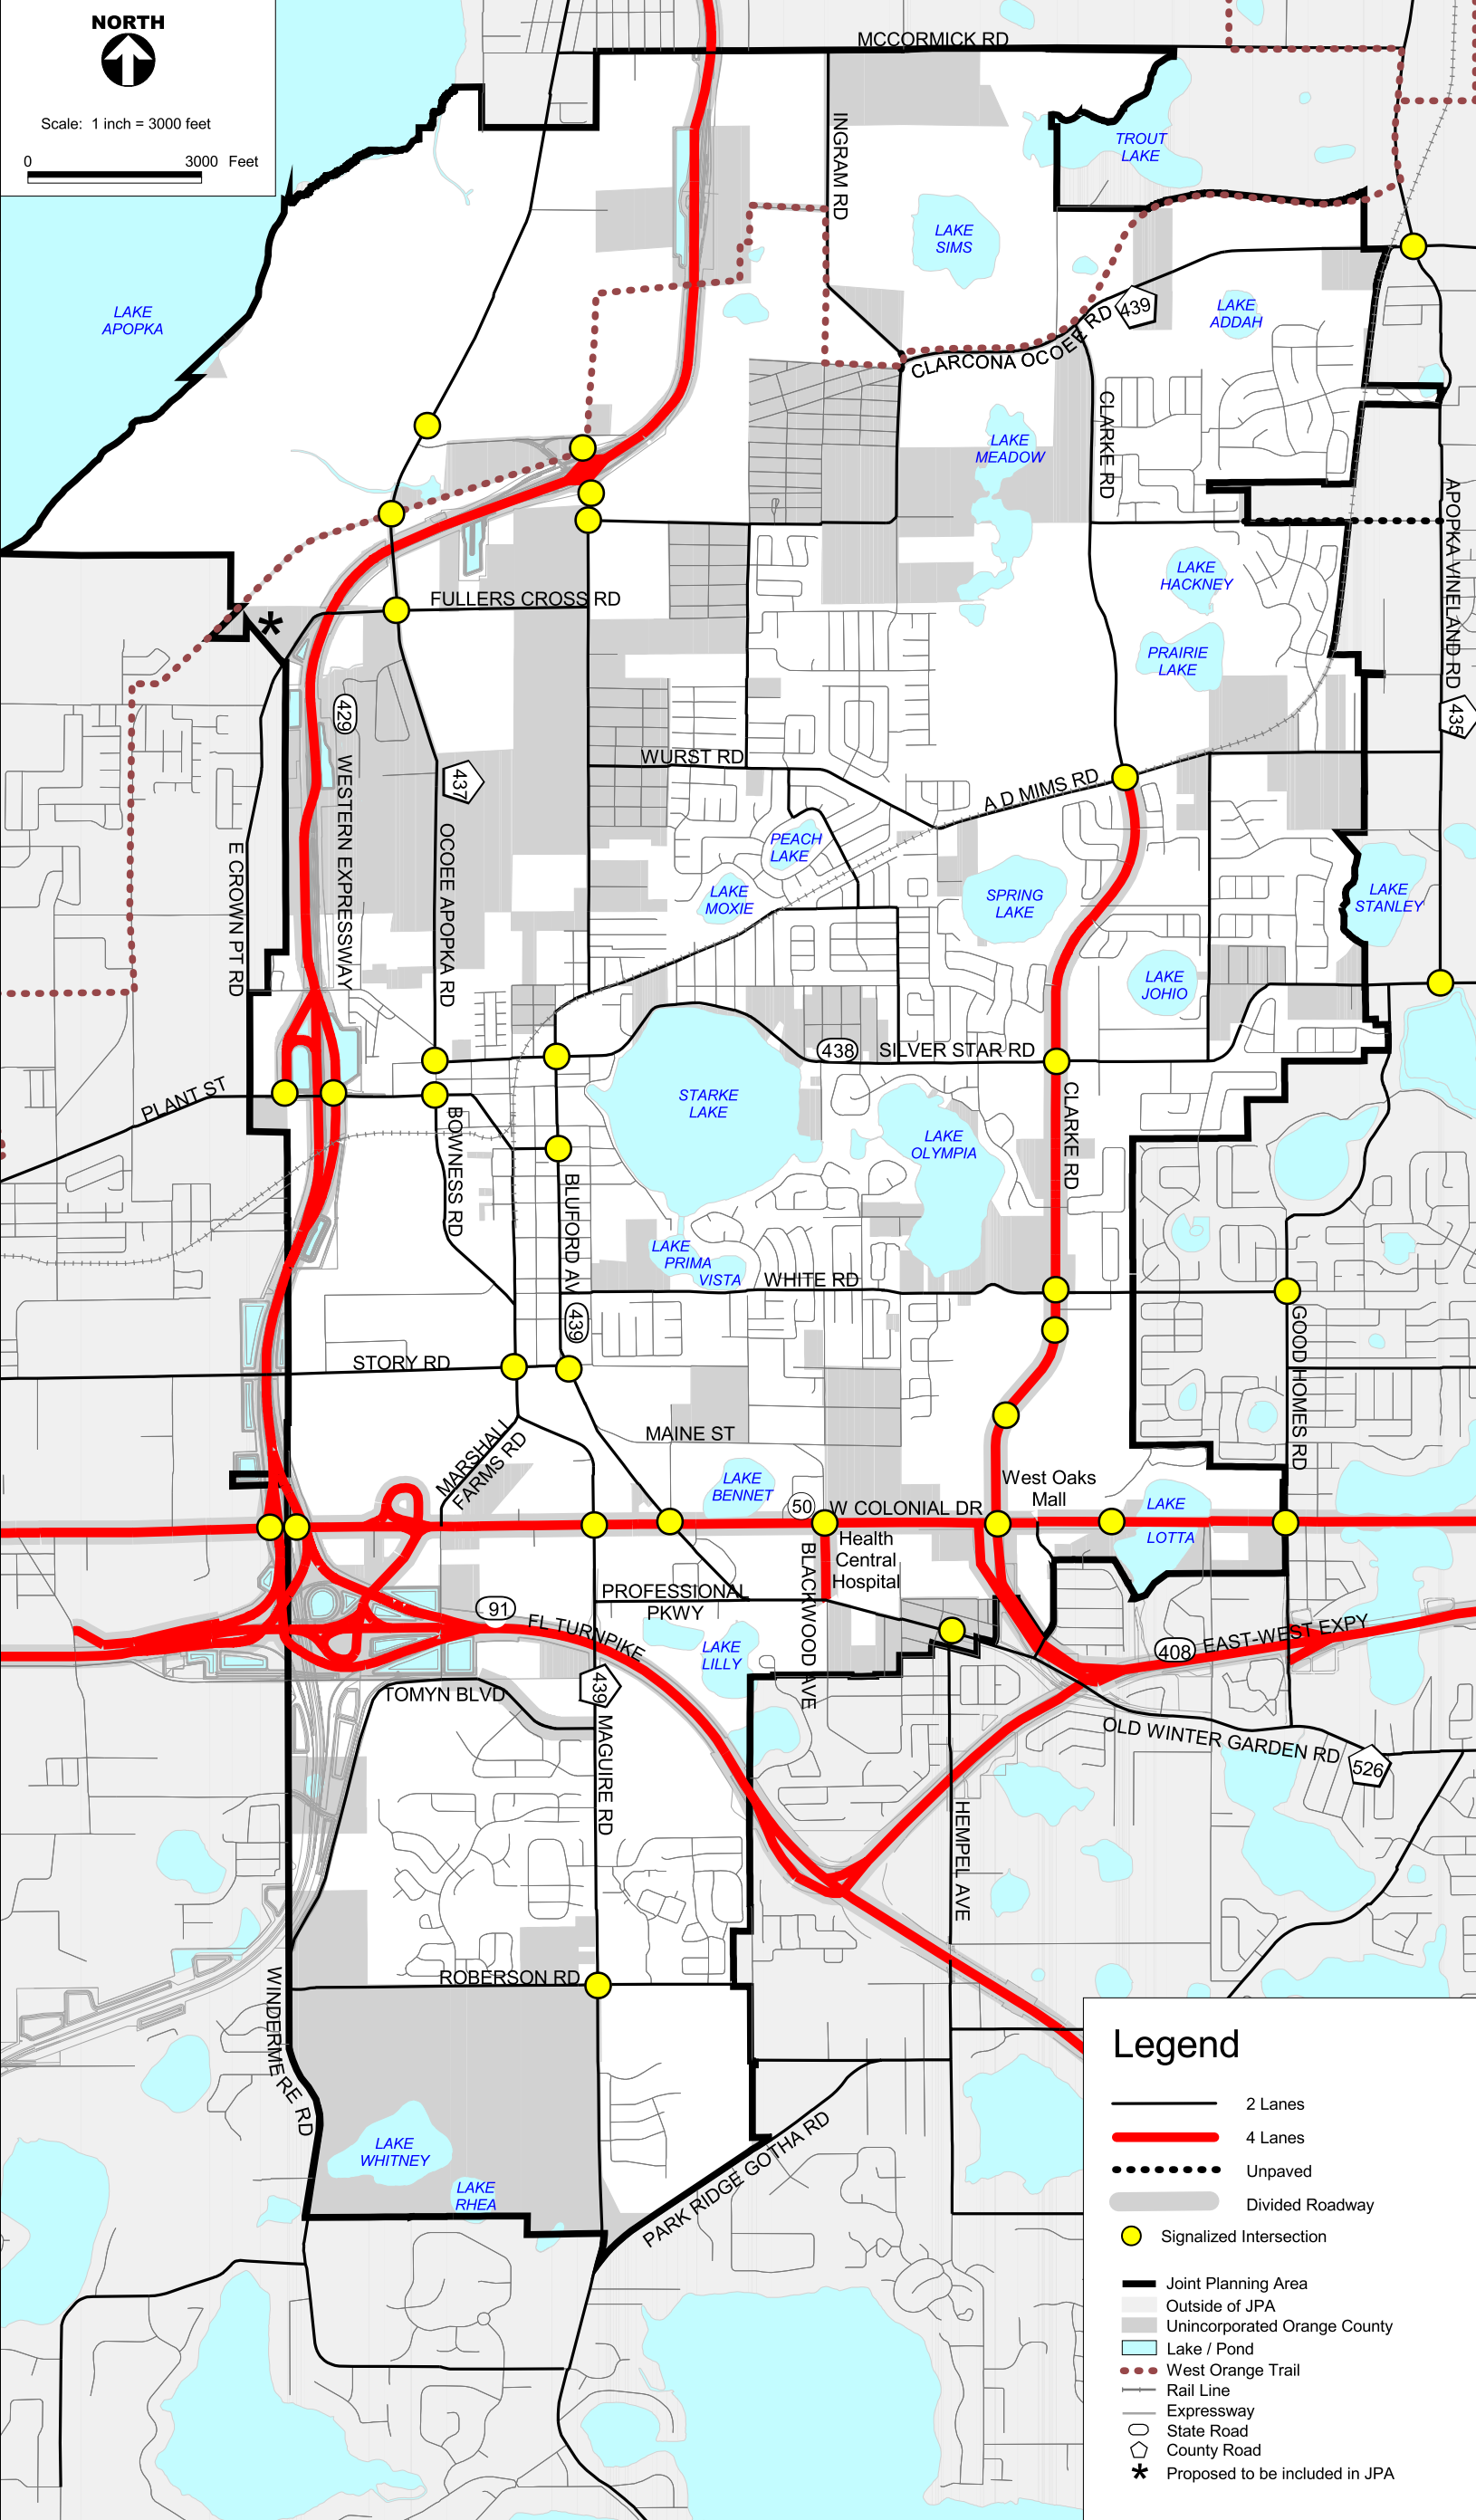 NORTH
Scale: 1 inch = 3000 feet
0 3000 Feet
MCCORMICK RD
INGRAM RD
TROUT
LAKE
LAKE
SIMS
LAKE
APOPKA
439
LAKE
ADDAH
CLARCONA OCOEE RD
CLARKE RD
LAKE
MEADOW
APOPKA VINELAND RD
435
LAKE
HACKNEY
FULLERS CROSS RD
*
PRAIRIE
LAKE
429
WESTERN EXPRESSWAY
WURST RD
437
A D MIMS RD
OCOEE APOPKA RD
E CROWN PT RD
PEACH
LAKE
LAKE
MOXIE
SPRING
LAKE
LAKE
STANLEY
LAKE
JOHIO
438
SILVER STAR RD
PLANT ST
STARKE
LAKE
BOWNESS RD
LAKE
OLYMPIA
CLARKE RD
BLUFORD AV
LAKE
PRIMA
VISTA
WHITE RD
439
GOOD HOMES RD
STORY RD
MAINE ST
MARSHALL
FARMS RD
LAKE
BENNET
West Oaks
Mall
50
W COLONIAL DR
LAKE
LOTTA
Health
Central
Hospital
BLACKWOOD AVE
PROFESSIONAL
PKWY
91
FL TURNPIKE
LAKE
LILLY
408
EAST-WEST EXPY
439
TOMYN BLVD
MAGUIRE RD
OLD WINTER GARDEN RD
526
HEMPEL AVE
ROBERSON RD
WINDERMERE RD
LAKE
WHITNEY
LAKE
RHEA
PARK RIDGE GOTHA RD
Legend
2 Lanes
4 Lanes
Unpaved
Divided Roadway
Signalized Intersection
Joint Planning Area
Outside of JPA
Unincorporated Orange County
Lake / Pond
West Orange Trail
Rail Line
Expressway
State Road
County Road
* Proposed to be included in JPA